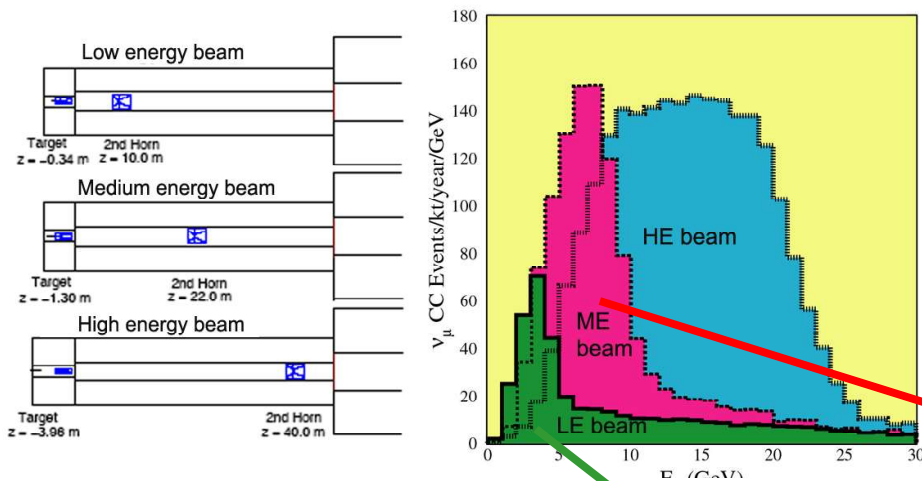 Low energy beam
Target
z = -0.34 m
2nd Horn
z = 10.0 m
Medium energy beam
Target
z = -1.30 m
2nd Horn
z = 22.0 m
High energy beam
Target
z = -3.96 m
2nd Horn
z = 40.0 m
ν_μ CC Events/kt/year/GeV
180
160
140
120
100
80
60
40
20
0
HE beam
ME
beam
LE beam
0
5
10
15
20
25
30
(GeV)